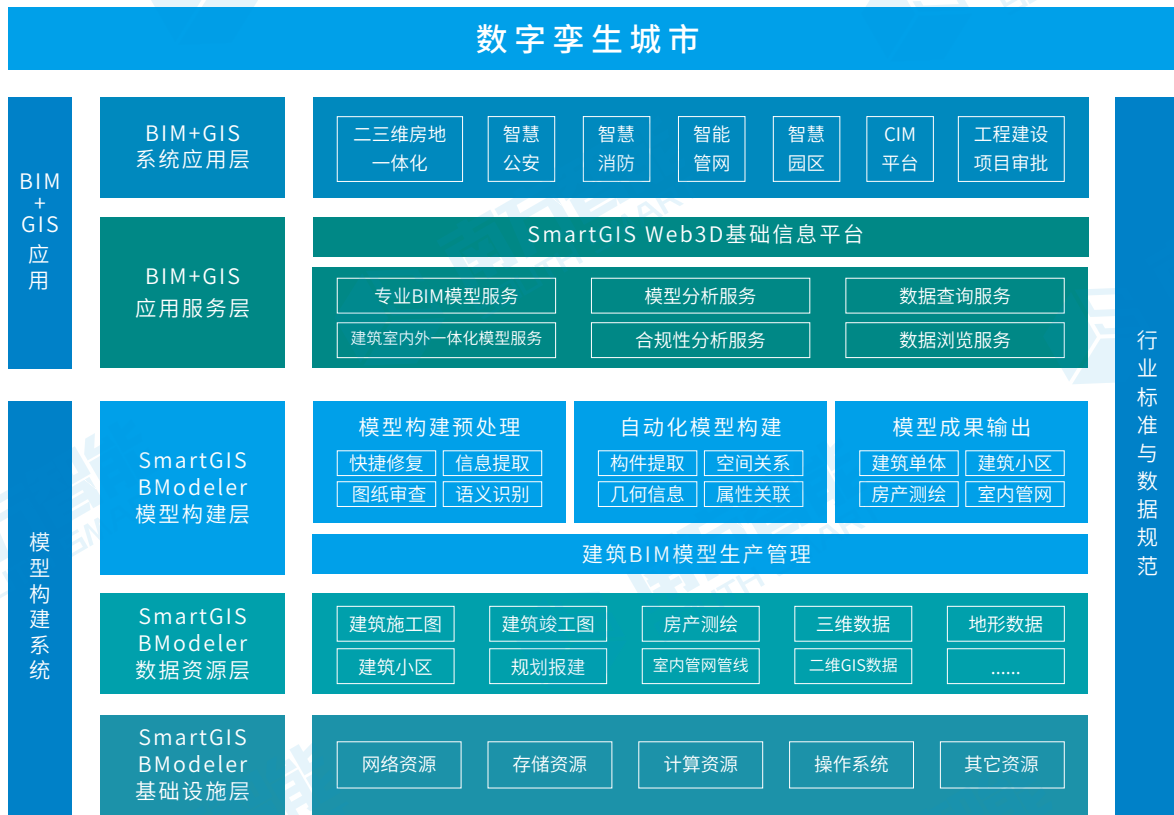 数字孪生城市
BIM
+
GIS
应
用
BIM+GIS
系统应用层
二三维房地
一体化
智慧
公安
智慧
消防
智能
管网
智慧
园区
CIM
平台
工程建设
项目审批
BIM+GIS
应用服务层
SmartGIS Web3D基础信息平台
专业BIM模型服务
模型分析服务
数据查询服务
建筑室内外一体化模型服务
合规性分析服务
数据浏览服务
模
型
构
建
系
统
SmartGIS
BModeler
模型构建层
模型构建预处理
快捷修复
信息提取
图纸审查
语义识别
自动化模型构建
构件提取
空间关系
几何信息
属性关联
模型成果输出
建筑单体
建筑小区
房产测绘
室内管网
建筑BIM模型生产管理
SmartGIS
BModeler
数据资源层
建筑施工图
建筑竣工图
房产测绘
三维数据
地形数据
建筑小区
规划报建
室内管网管线
二维GIS数据
......
SmartGIS
BModeler
基础设施层
网络资源
存储资源
计算资源
操作系统
其它资源
行
业
标
准
与
数
据
规
范